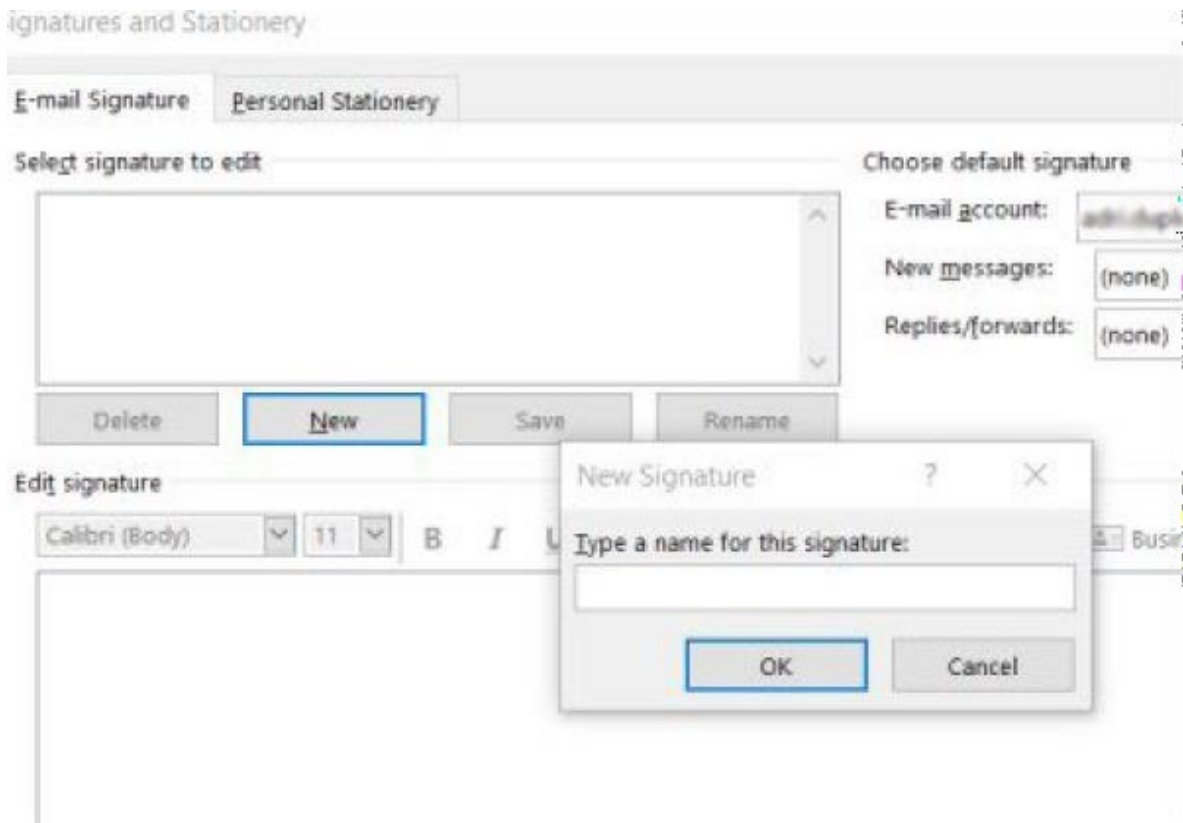 ignatures and Stationery
E-mail Signature Personal Stationery
Select signature to edit
Choose default signature
E-mail account:
New messages: (none)
Replies/forwards: (none)
Delete New Save Rename
Edit signature
Calibri (Body) 11 B I U
Busin
New Signature ? X
Type a name for this signature:
OK Cancel